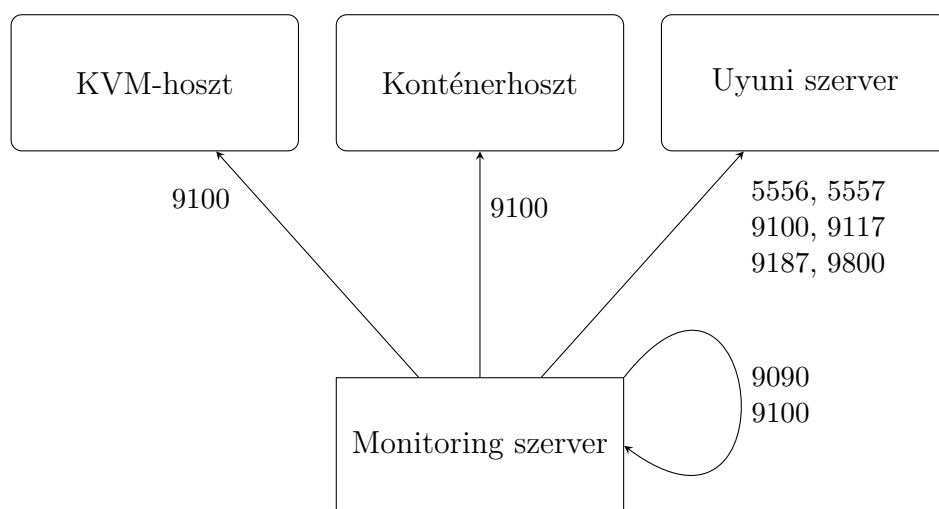 KVM-hoszt
Konténerhoszt
Uyuni szerver
9100
9100
5556, 5557
9100, 9117
9187, 9800
9090
9100
Monitoring szerver